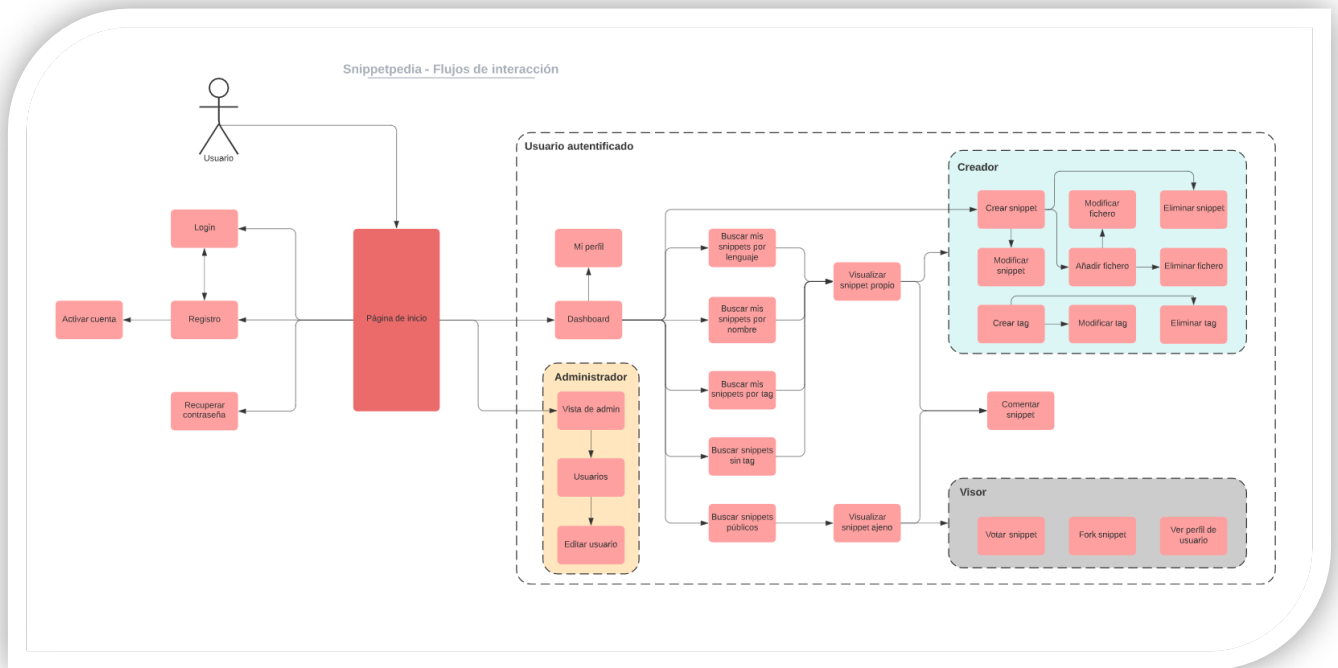 Snippetpedia - Flujos de interacción
Usuario
Login
Activar cuenta
Registro
Recuperar
contraseña
Página de inicio
Usuario autentificado
Mi perfil
Dashboard
Administrador
Vista de admin
Usuarios
Editar usuario
Buscar mis
snippets por
lenguaje
Buscar mis
snippets por
nombre
Buscar mis
snippets por tag
Buscar snippets
sin tag
Buscar snippets
públicos
Visualizar
snippet propio
Visualizar
snippet ajeno
Creador
Crear snippet
Modificar
fichero
Eliminar snippet
Modificar
snippet
Añadir fichero
Eliminar fichero
Crear tag
Modificar tag
Eliminar tag
Comentar
snippet
Visor
Votar snippet
Fork snippet
Ver perfil de
usuario